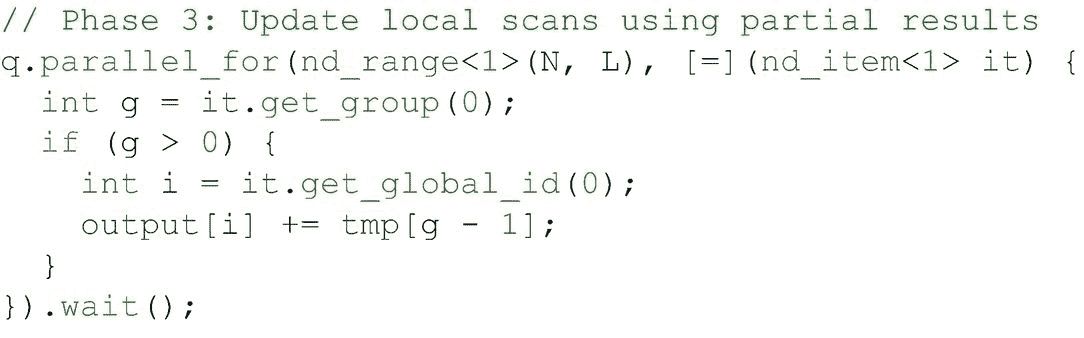 // Phase 3: Update local scans using partial results
q.parallel_for(nd_range<1>(N, L), [=](nd_item<1> it) {
  int g = it.get_group(0);
  if (g > 0) {
    int i = it.get_global_id(0);
    output[i] += tmp[g - 1];
  }
}).wait();